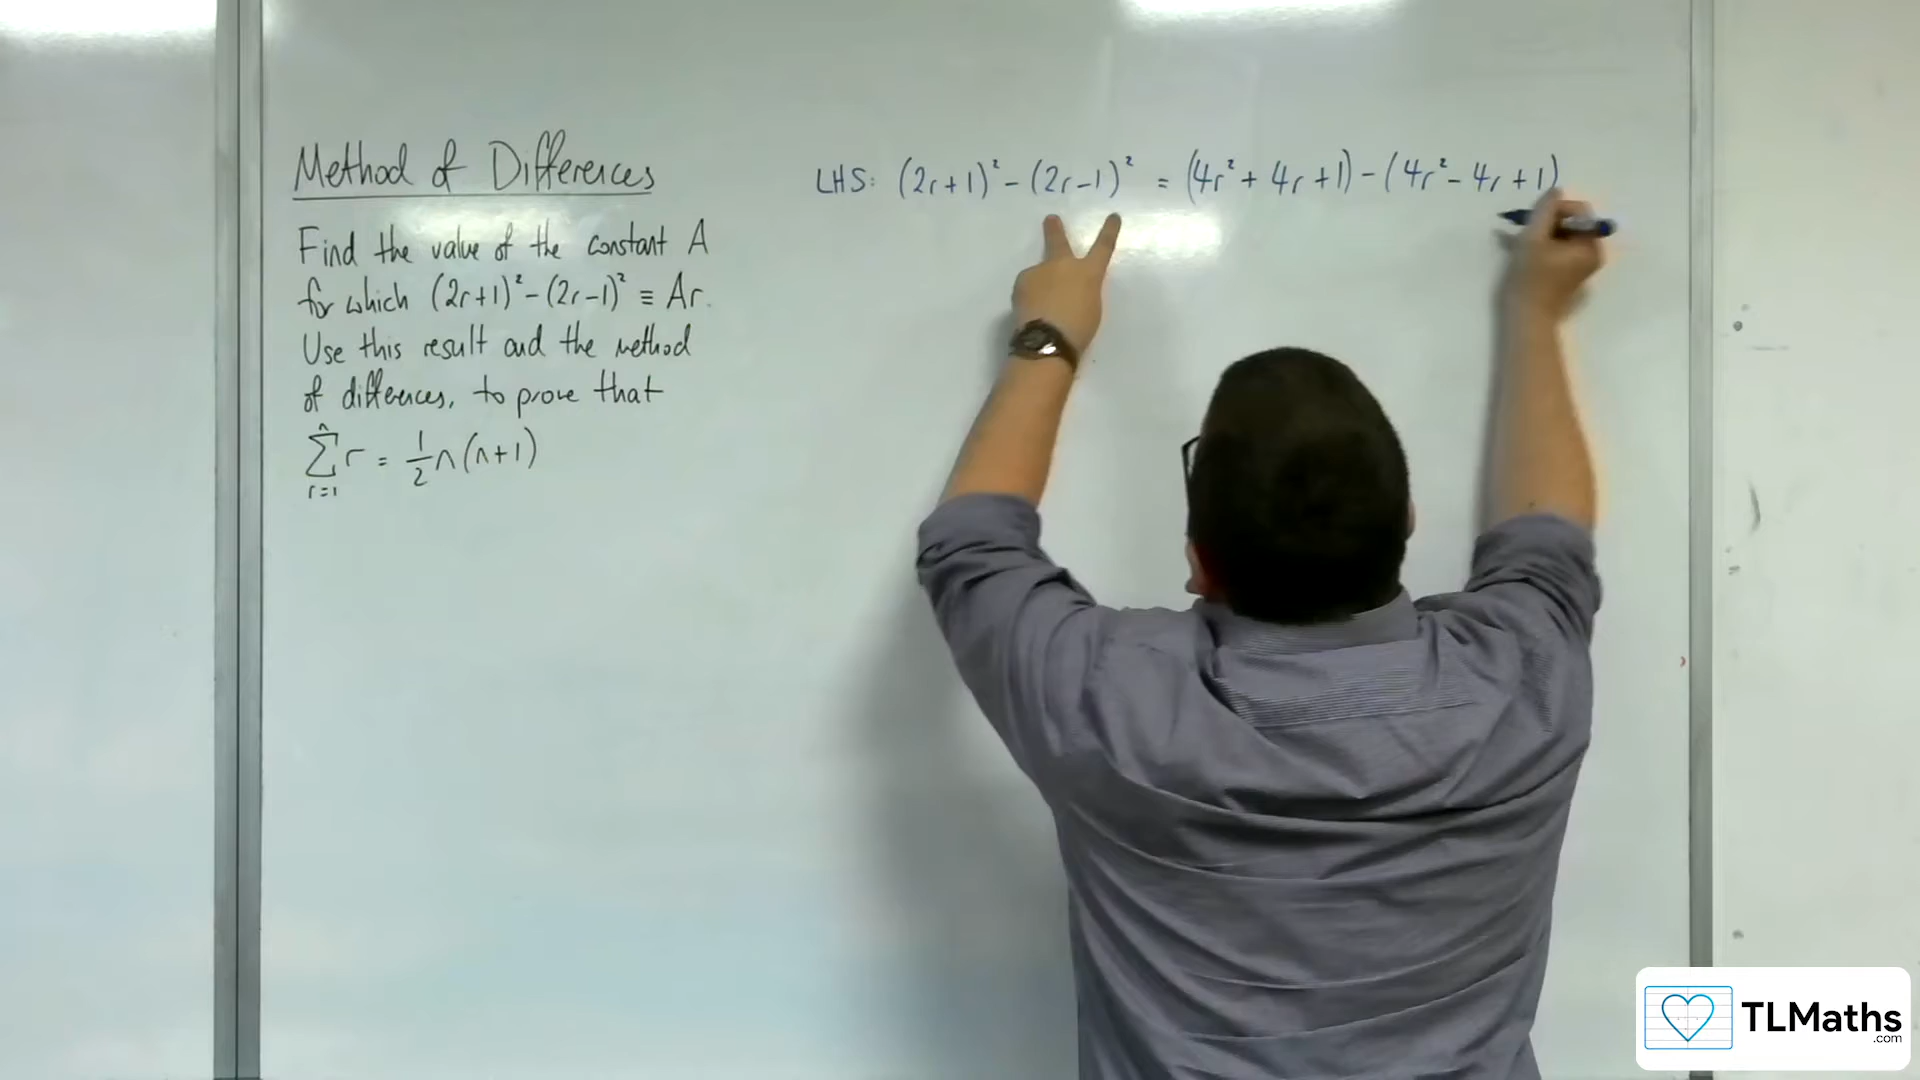 Method of Differences
Find the value of the constant A
for which (2r+1)² - (2r-1)² ≡ Ar.
Use this result and the method
of differences, to prove that
n
∑ r = 1/2 n(n+1)
r=1
LHS: (2r+1)² - (2r-1)² = (4r² + 4r + 1) - (4r² - 4r + 1)
TLMaths
.com